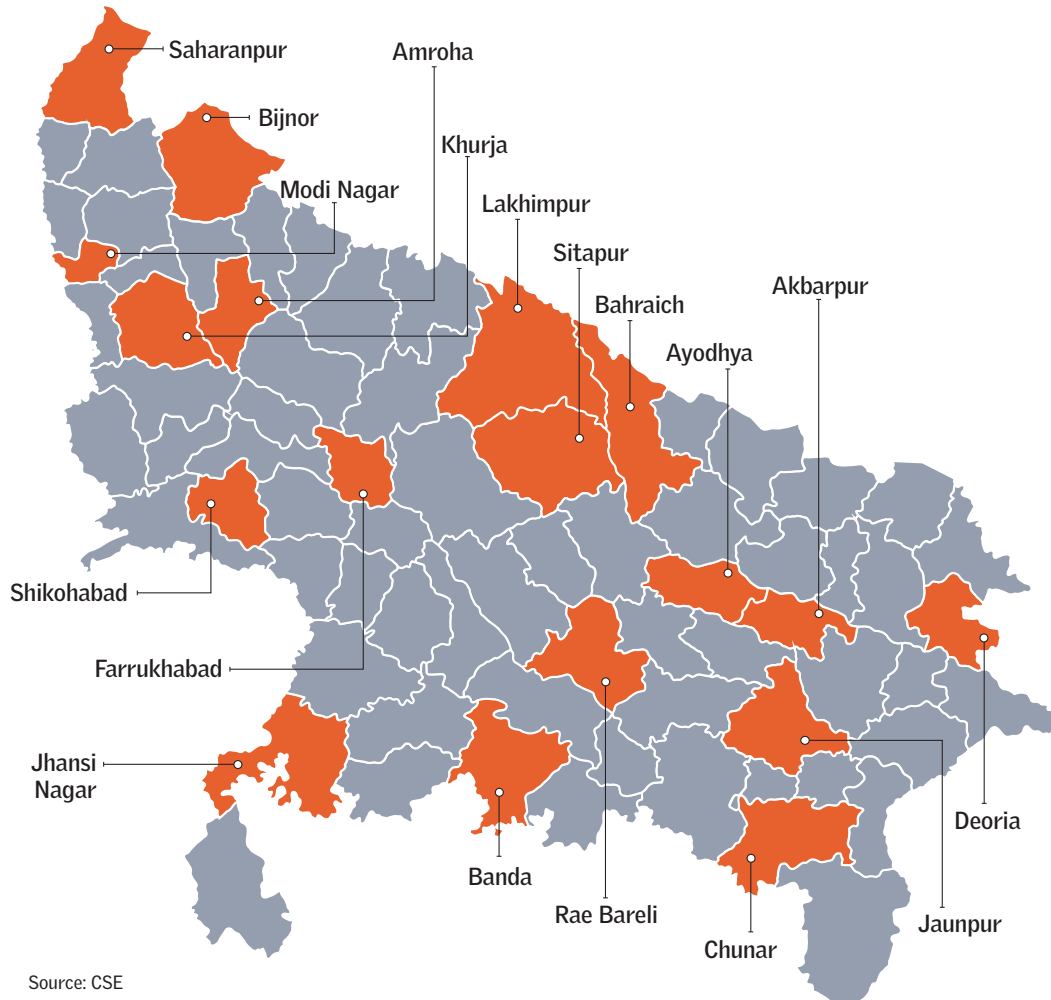 Saharanpur
Amroha
Bijnor
Khurja
Modi Nagar
Lakhimpur
Sitapur
Akbarpur
Bahraich
Ayodhya
Shikohabad
Farrukhabad
Jhansi
Nagar
Deoria
Banda
Rae Bareli
Jaunpur
Chunar
Source: CSE